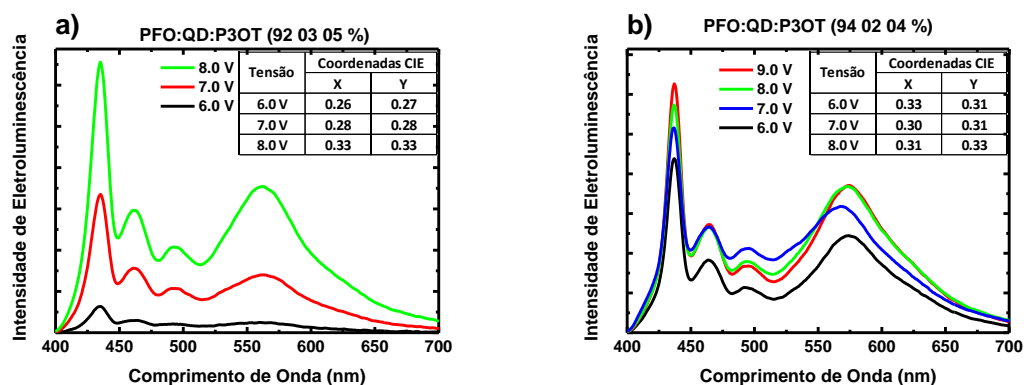 a)
PFO:QD:P3OT (92 03 05 %)
8.0 V
7.0 V
6.0 V
Tensão
Coordenadas CIE
X Y
6.0 V 0.26 0.27
7.0 V 0.28 0.28
8.0 V 0.33 0.33
Intensidade de Eletroluminescência
400 450 500 550 600 650 700
Comprimento de Onda (nm)
b)
PFO:QD:P3OT (94 02 04 %)
9.0 V
8.0 V
7.0 V
6.0 V
Tensão
Coordenadas CIE
X Y
6.0 V 0.33 0.31
7.0 V 0.30 0.31
8.0 V 0.31 0.33
Intensidade de Eletroluminescência
400 450 500 550 600 650 700
Comprimento de Onda (nm)